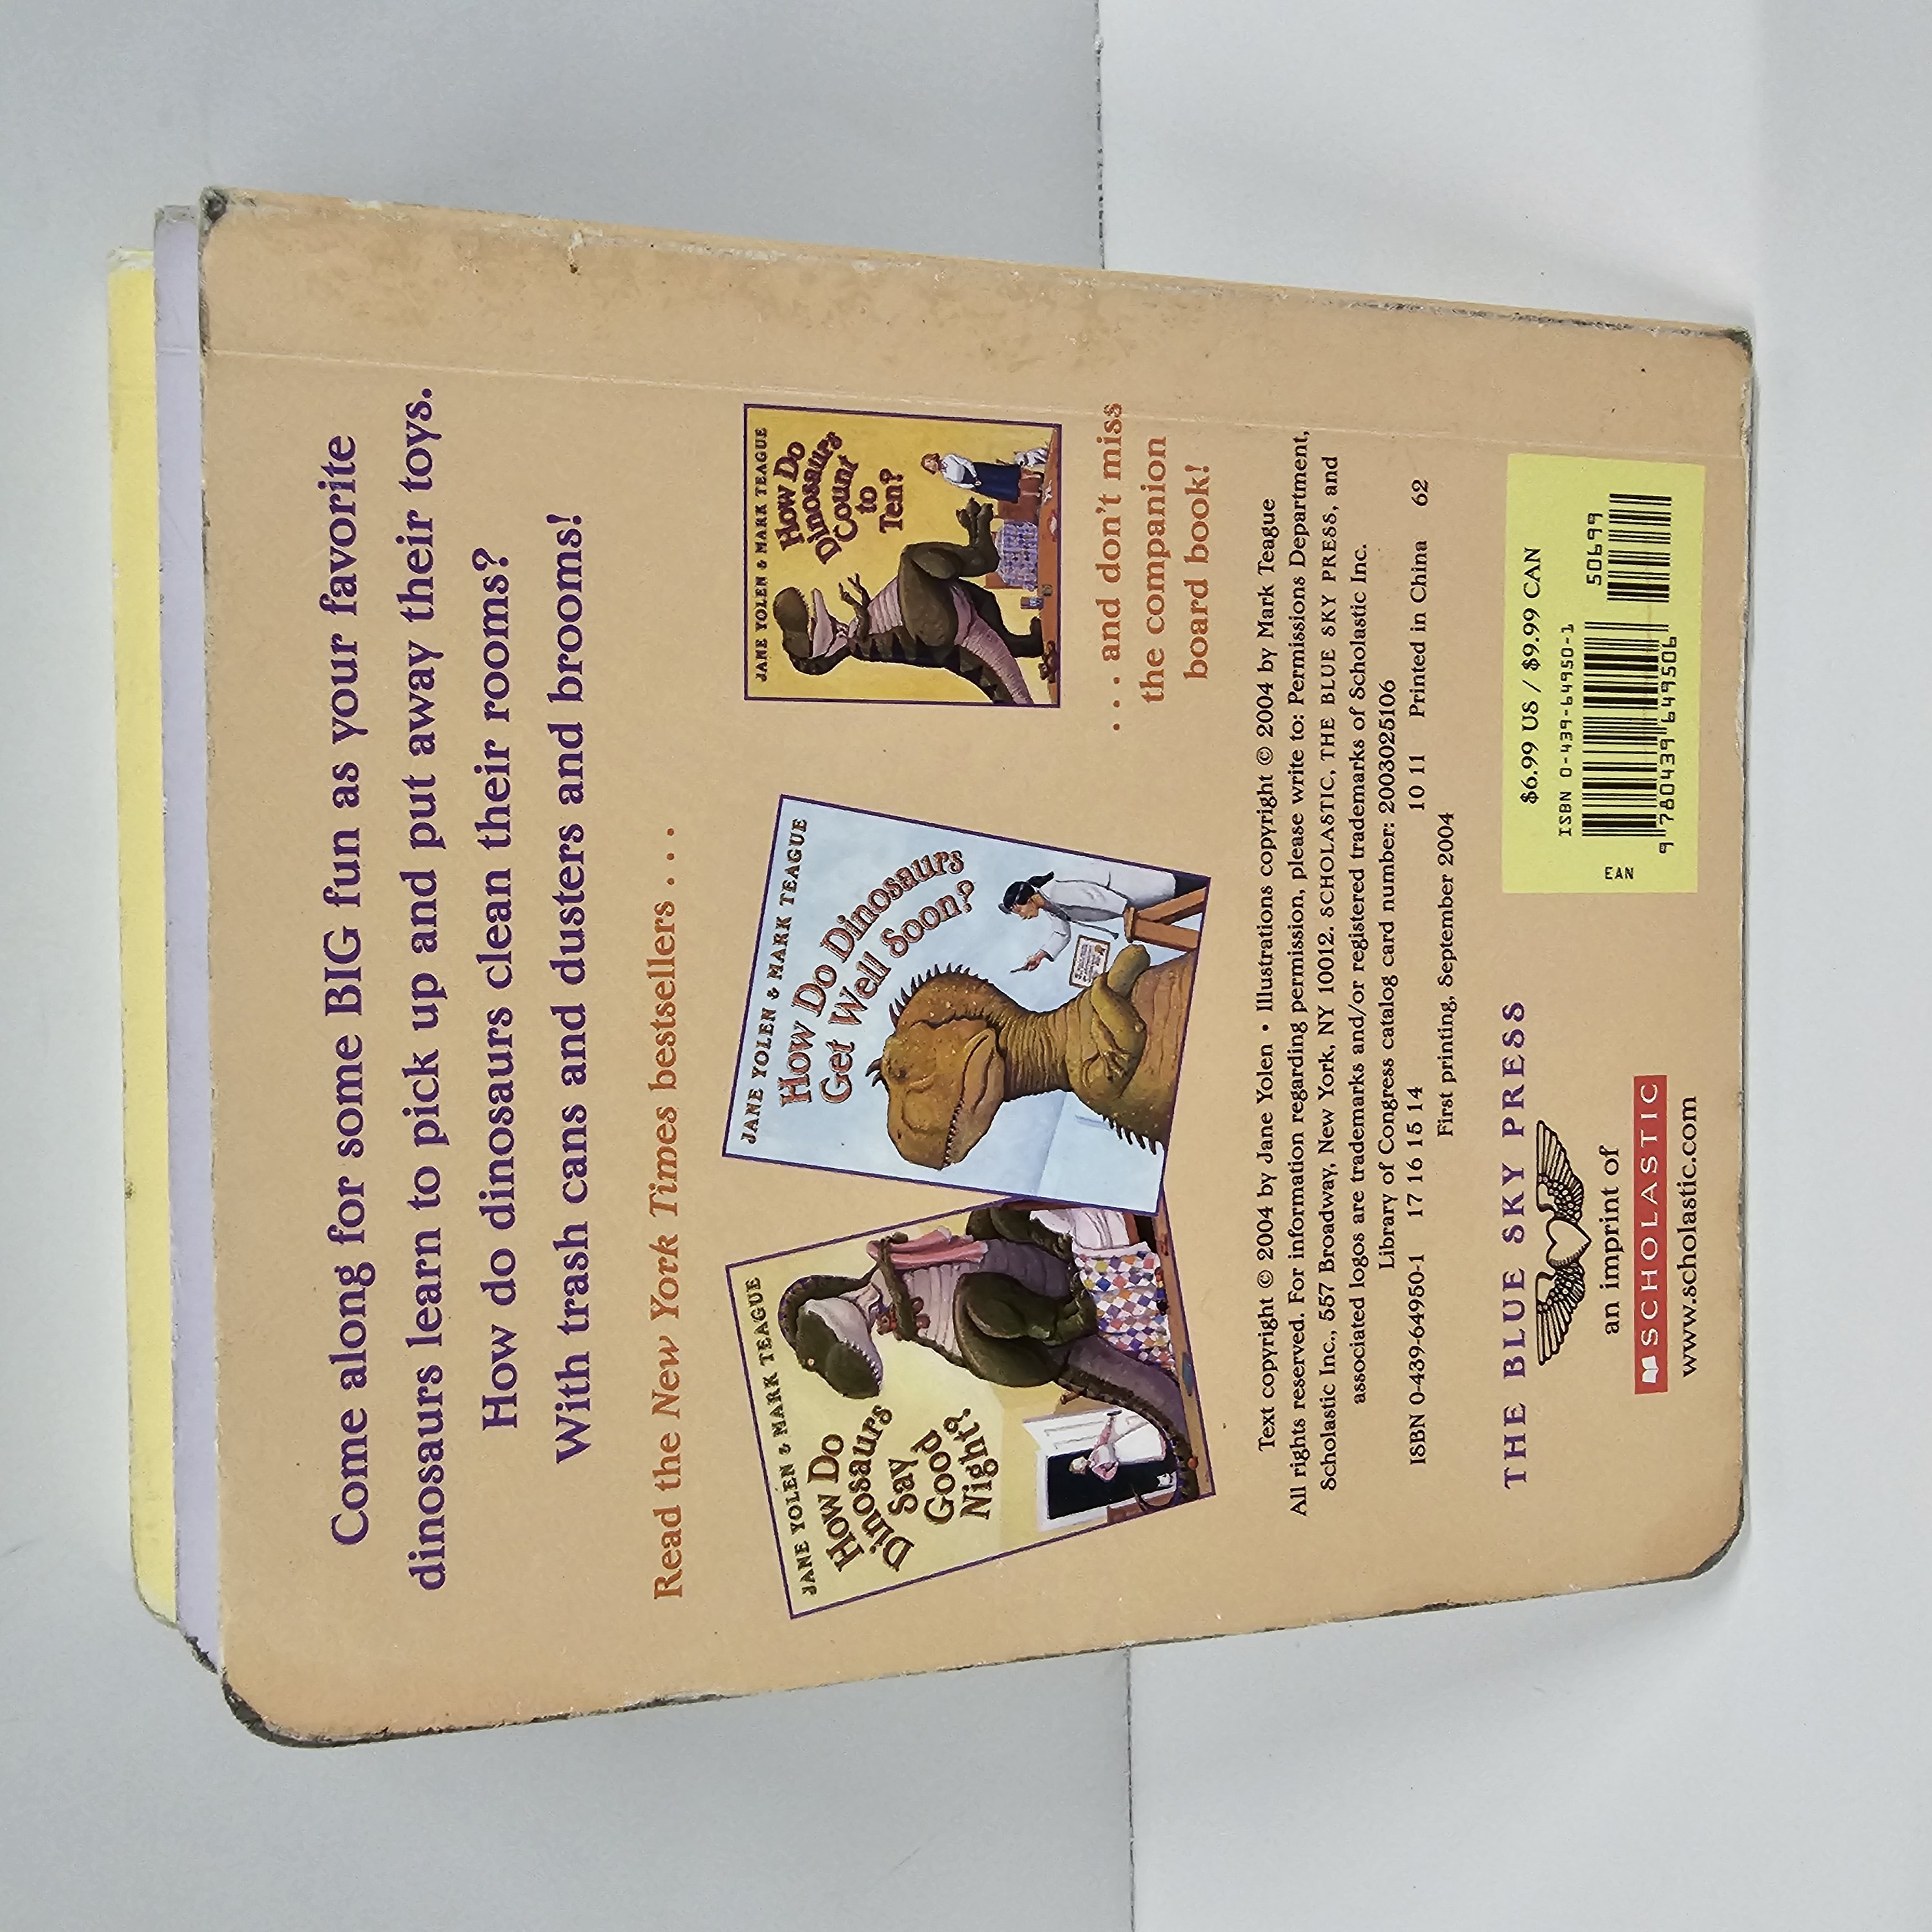 Come along for some BIG fun as your favorite
dinosaurs learn to pick up and put away their toys.
How do dinosaurs clean their rooms?
With trash cans and dusters and brooms!
Read the New York Times bestsellers . . .
JANE YOLEN & MARK TEAGUE
How Do
Dinosaurs
Say
Good
Night?
JANE YOLEN & MARK TEAGUE
How Do Dinosaurs
Get Well Soon?
JANE YOLEN & MARK TEAGUE
How Do
Dinosaurs
Count
to
Ten?
. . . and don't miss
the companion
board book!
Text copyright © 2004 by Jane Yolen • Illustrations copyright © 2004 by Mark Teague
All rights reserved. For information regarding permission, please write to: Permissions Department,
Scholastic Inc., 557 Broadway, New York, NY 10012. SCHOLASTIC, THE BLUE SKY PRESS, and
associated logos are trademarks and/or registered trademarks of Scholastic Inc.
Library of Congress catalog card number: 2003025106
ISBN 0-439-64950-1 17 16 15 14 10 11 Printed in China 62
First printing, September 2004
THE BLUE SKY PRESS
an imprint of
SCHOLASTIC
www.scholastic.com
$6.99 US / $9.99 CAN
ISBN 0-439-64950-1
50699
EAN
9 780439 649506